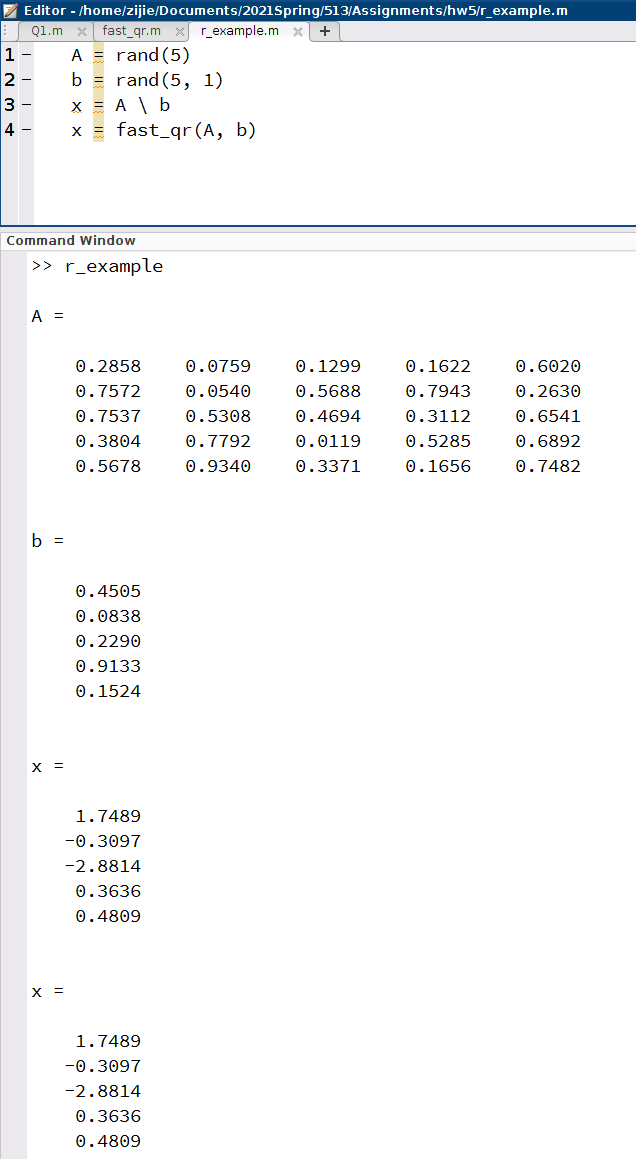 Editor - /home/zijie/Documents/2021Spring/513/Assignments/hw5/r_example.m
Q1.m × fast_qr.m × r_example.m × +
1 - A = rand(5)
2 - b = rand(5, 1)
3 - x = A \ b
4 - x = fast_qr(A, b)
Command Window
>> r_example
A =
0.2858 0.0759 0.1299 0.1622 0.6020
0.7572 0.0540 0.5688 0.7943 0.2630
0.7537 0.5308 0.4694 0.3112 0.6541
0.3804 0.7792 0.0119 0.5285 0.6892
0.5678 0.9340 0.3371 0.1656 0.7482
b =
0.4505
0.0838
0.2290
0.9133
0.1524
x =
1.7489
-0.3097
-2.8814
0.3636
0.4809
x =
1.7489
-0.3097
-2.8814
0.3636
0.4809